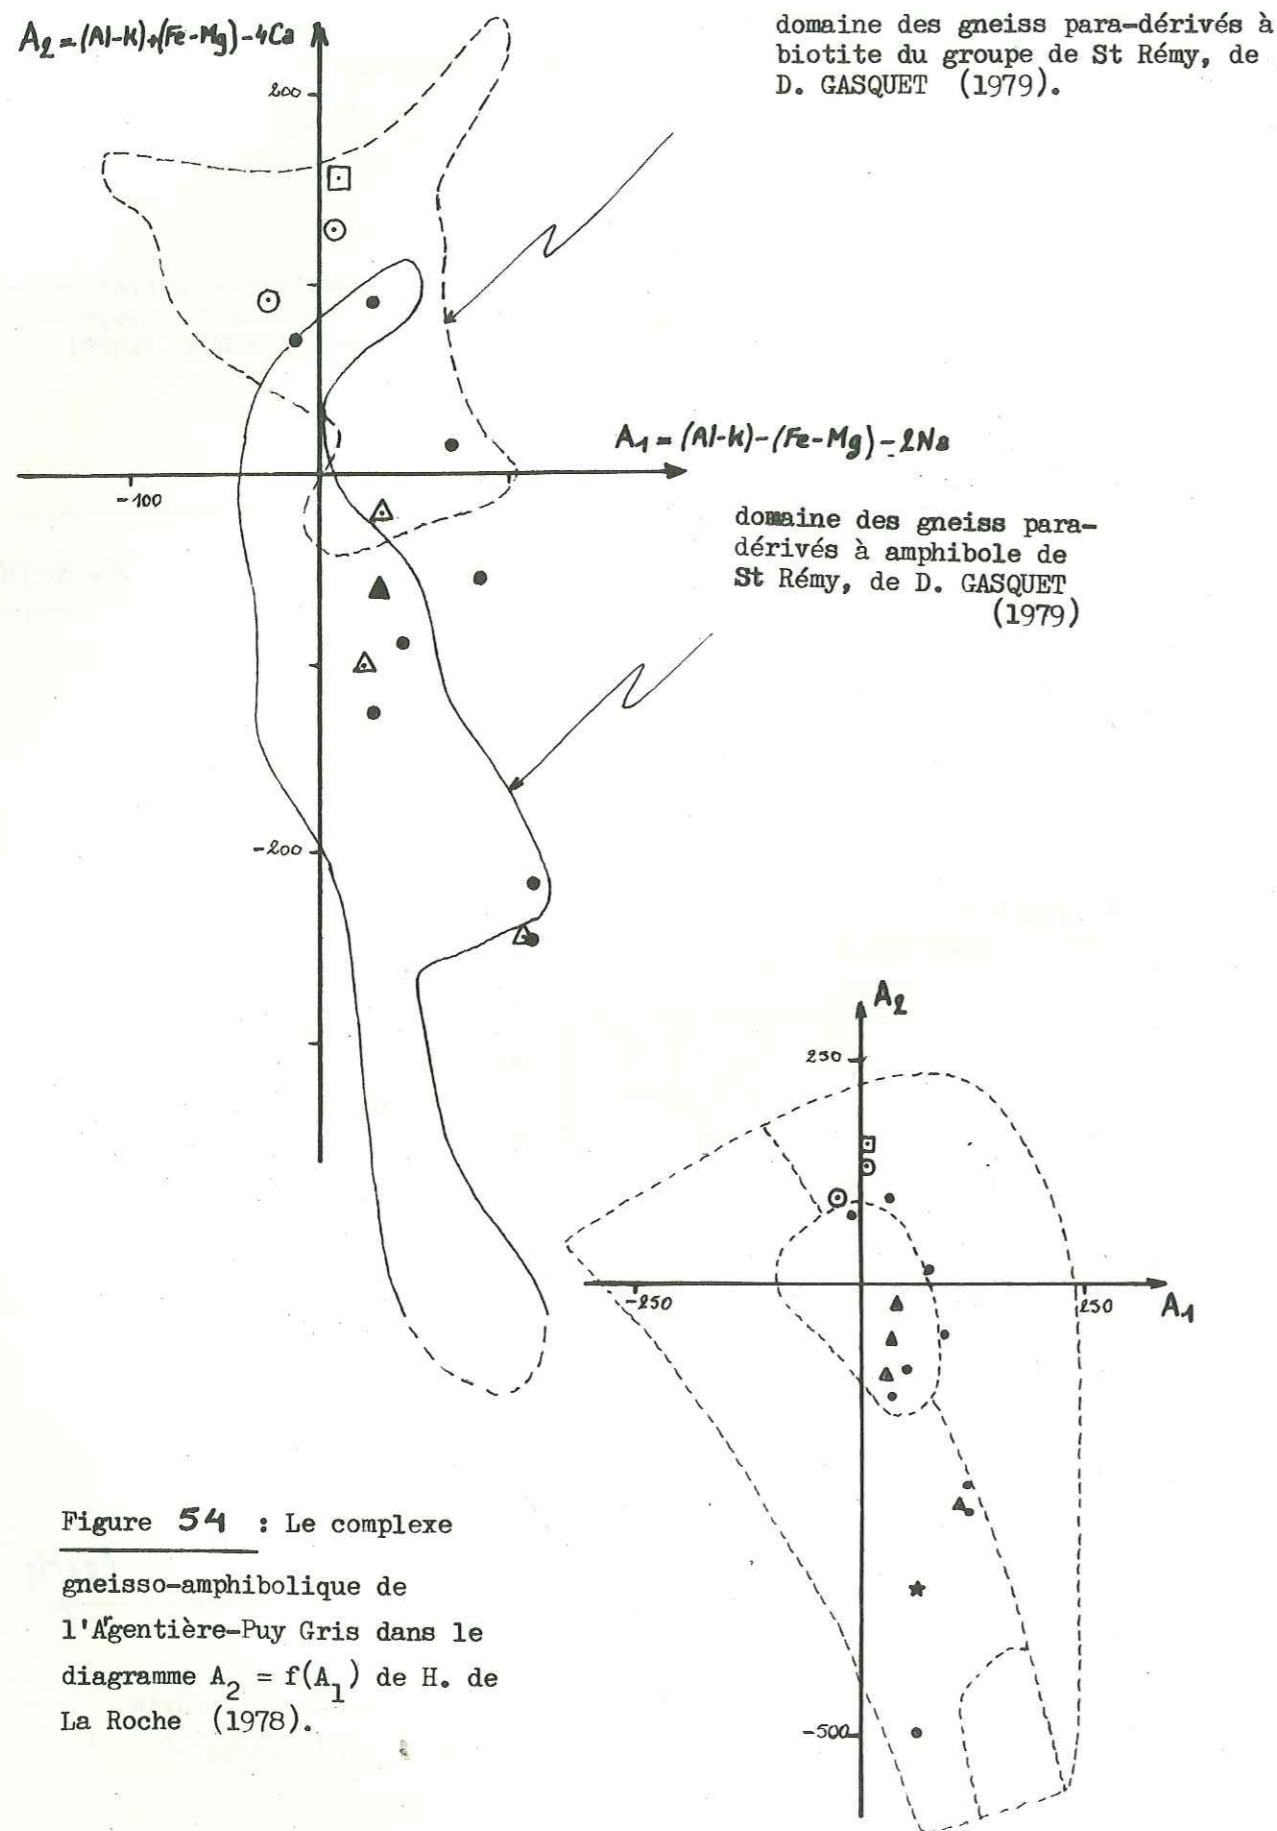 A2 = (Al-K)+(Fe-Mg)-4Ca
domaine des gneiss para-dérivés à
biotite du groupe de St Rémy, de
D. GASQUET (1979).
200
A1 = (Al-K)-(Fe-Mg)-2Na
-100
domaine des gneiss para-
dérivés à amphibole de
St Rémy, de D. GASQUET
(1979)
-200
A2
250
-250
250
A1
-500
Figure 54 : Le complexe
gneisso-amphibolique de
l'Argentière-Puy Gris dans le
diagramme A2 = f(A1) de H. de
La Roche (1978).